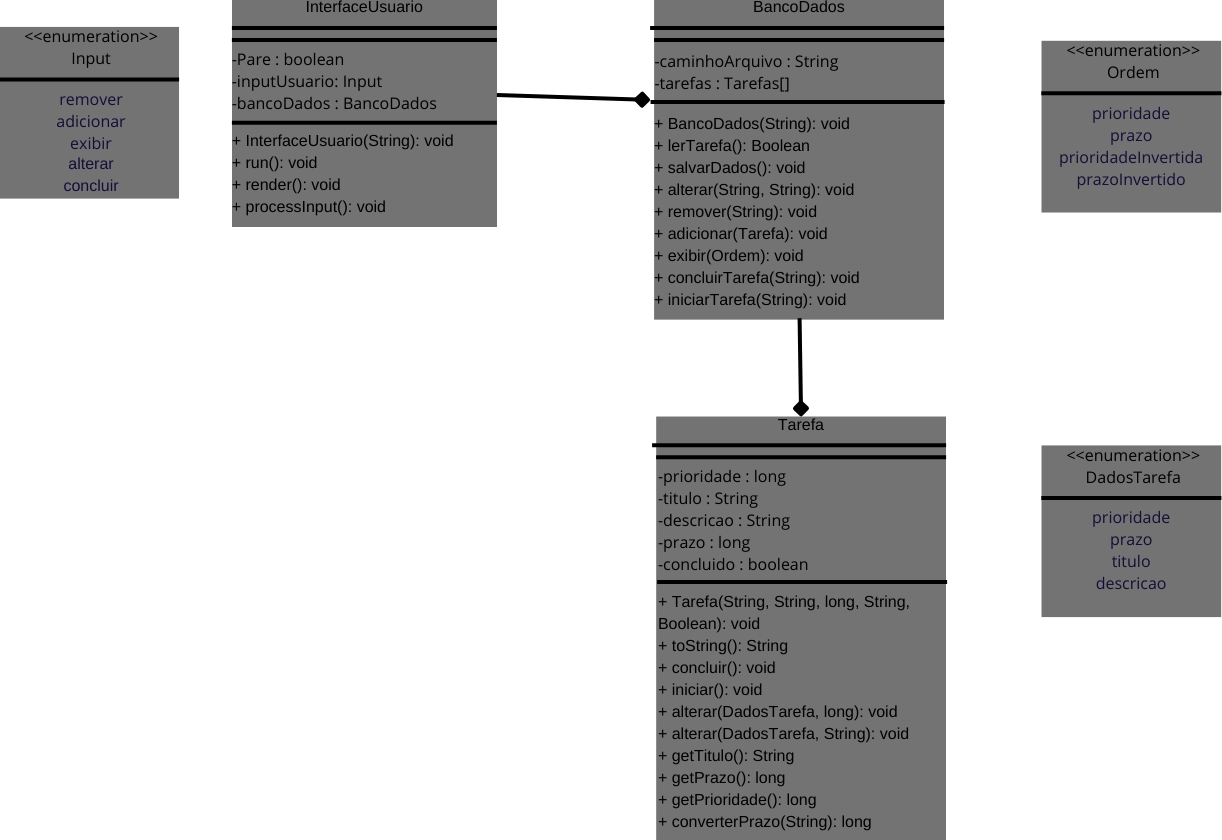 <<enumeration>>
Input
remover
adicionar
exibir
alterar
concluir
InterfaceUsuario
-Pare : boolean
-inputUsuario: Input
-bancoDados : BancoDados
+ InterfaceUsuario(String): void
+ run(): void
+ render(): void
+ processInput(): void
BancoDados
-caminhoArquivo : String
-tarefas : Tarefas[]
+ BancoDados(String): void
+ lerTarefa(): Boolean
+ salvarDados(): void
+ alterar(String, String): void
+ remover(String): void
+ adicionar(Tarefa): void
+ exibir(Ordem): void
+ concluirTarefa(String): void
+ iniciarTarefa(String): void
<<enumeration>>
Ordem
prioridade
prazo
prioridadeInvertida
prazoInvertido
Tarefa
-prioridade : long
-titulo : String
-descricao : String
-prazo : long
-concluido : boolean
+ Tarefa(String, String, long, String,
Boolean): void
+ toString(): String
+ concluir(): void
+ iniciar(): void
+ alterar(DadosTarefa, long): void
+ alterar(DadosTarefa, String): void
+ getTitulo(): String
+ getPrazo(): long
+ getPrioridade(): long
+ converterPrazo(String): long
<<enumeration>>
DadosTarefa
prioridade
prazo
titulo
descricao